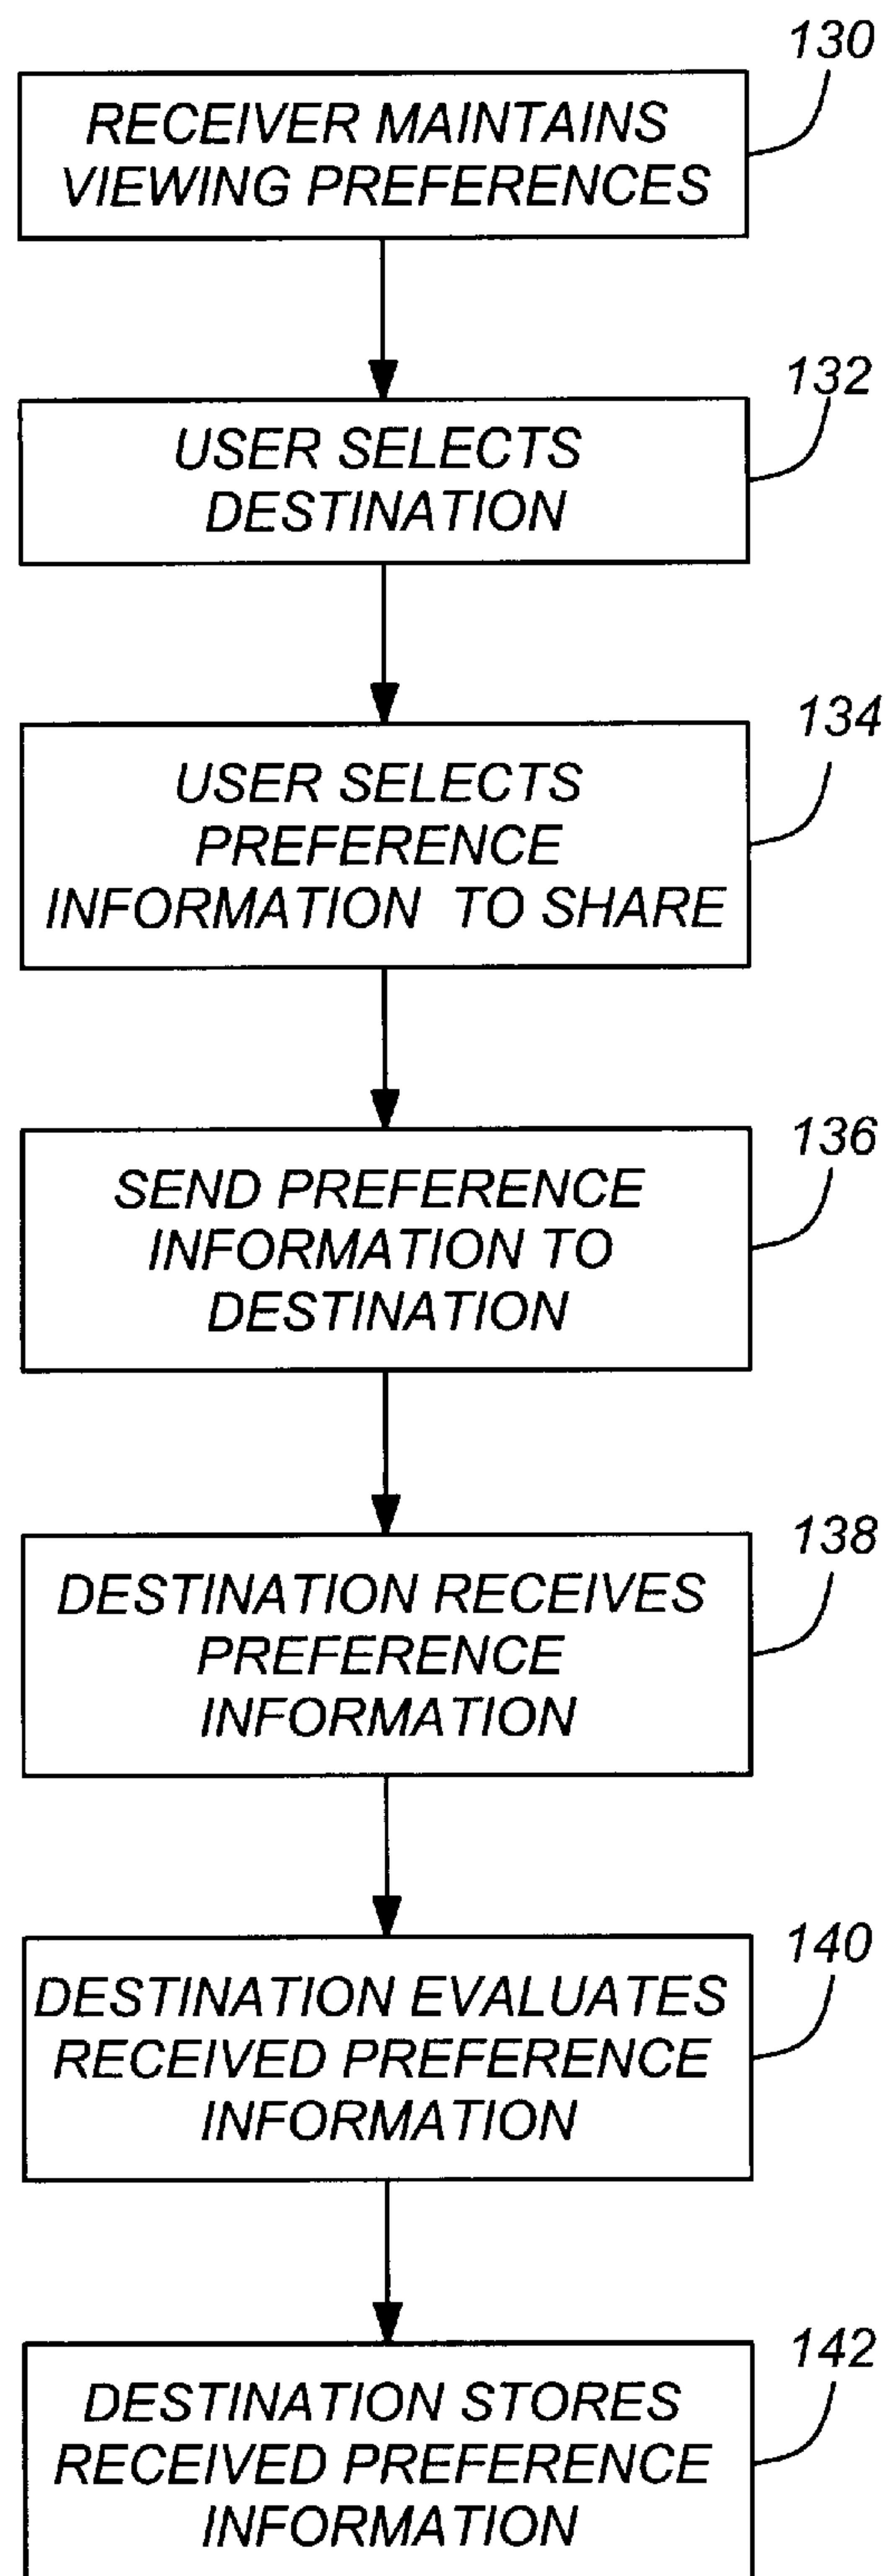 130
RECEIVER MAINTAINS
VIEWING PREFERENCES
132
USER SELECTS
DESTINATION
134
USER SELECTS
PREFERENCE
INFORMATION TO SHARE
136
SEND PREFERENCE
INFORMATION TO
DESTINATION
138
DESTINATION RECEIVES
PREFERENCE
INFORMATION
140
DESTINATION EVALUATES
RECEIVED PREFERENCE
INFORMATION
142
DESTINATION STORES
RECEIVED PREFERENCE
INFORMATION